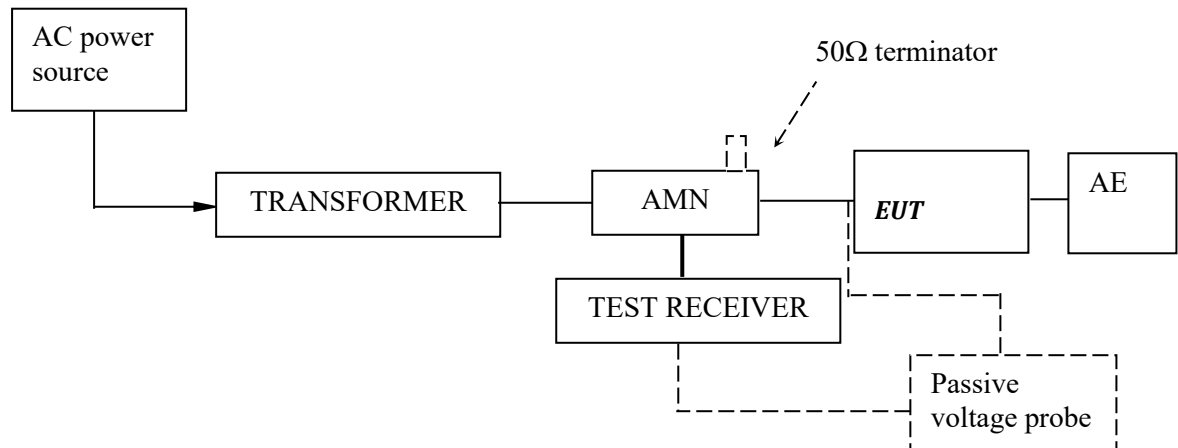 AC power
source
50Ω terminator
TRANSFORMER
AMN
EUT
AE
TEST RECEIVER
Passive
voltage probe